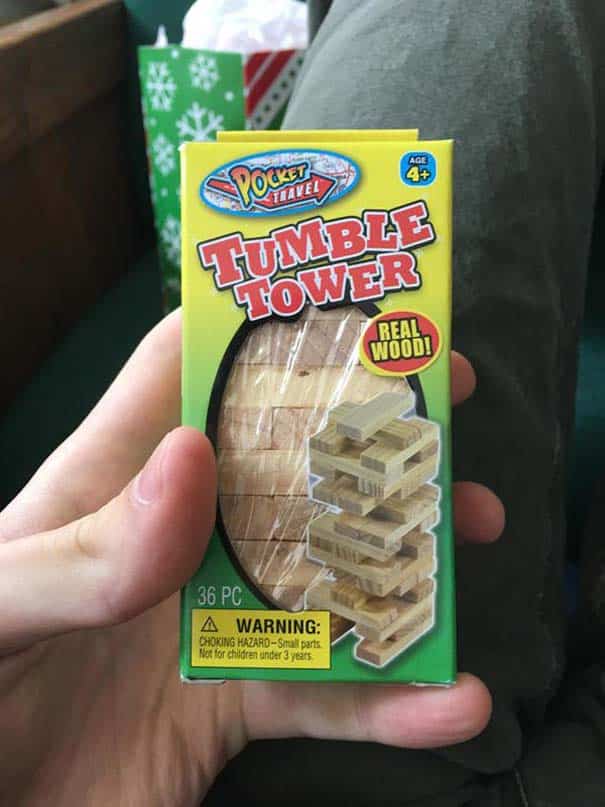 POCKET
TRAVEL
AGE
4+
TUMBLE
TOWER
REAL
WOOD!
36 PC
WARNING:
CHOKING HAZARD-Small parts.
Not for children under 3 years.